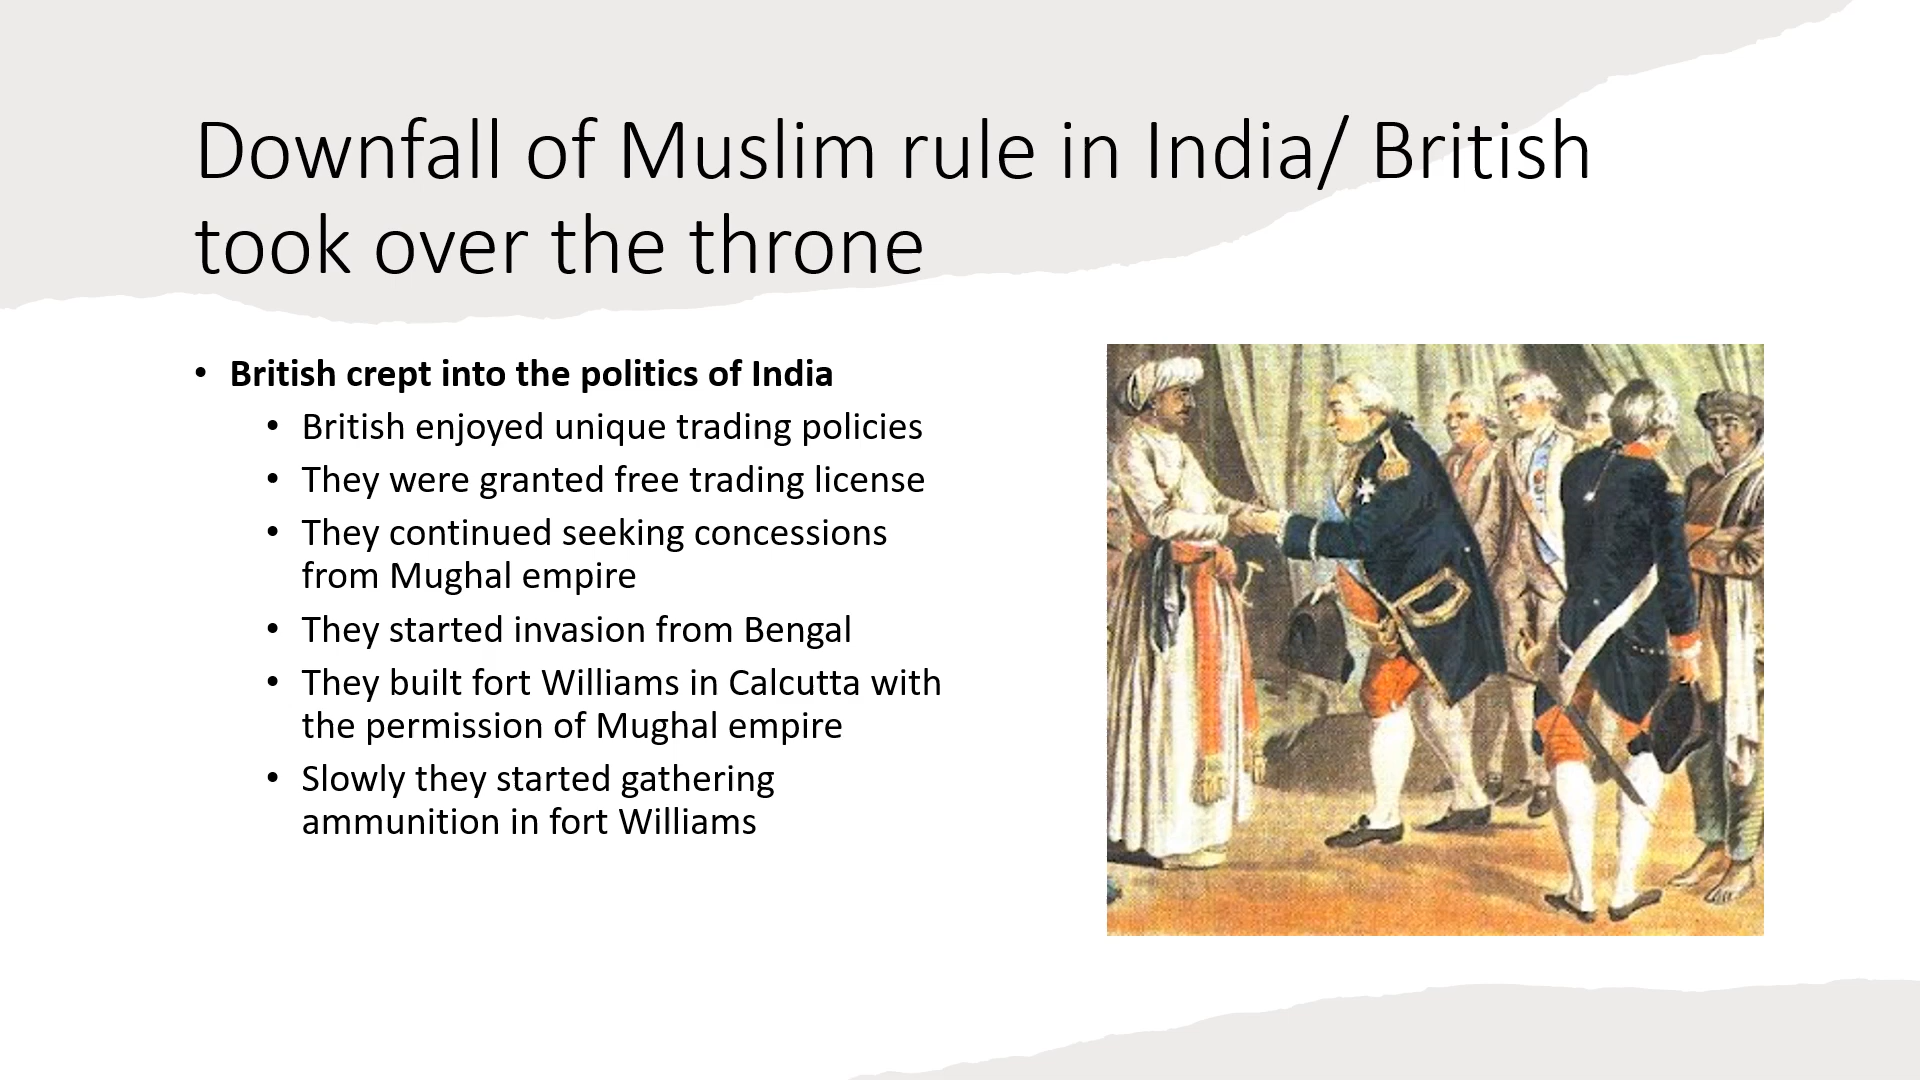 Downfall of Muslim rule in India/ British
took over the throne
• British crept into the politics of India
• British enjoyed unique trading policies
• They were granted free trading license
• They continued seeking concessions
from Mughal empire
• They started invasion from Bengal
• They built fort Williams in Calcutta with
the permission of Mughal empire
• Slowly they started gathering
ammunition in fort Williams